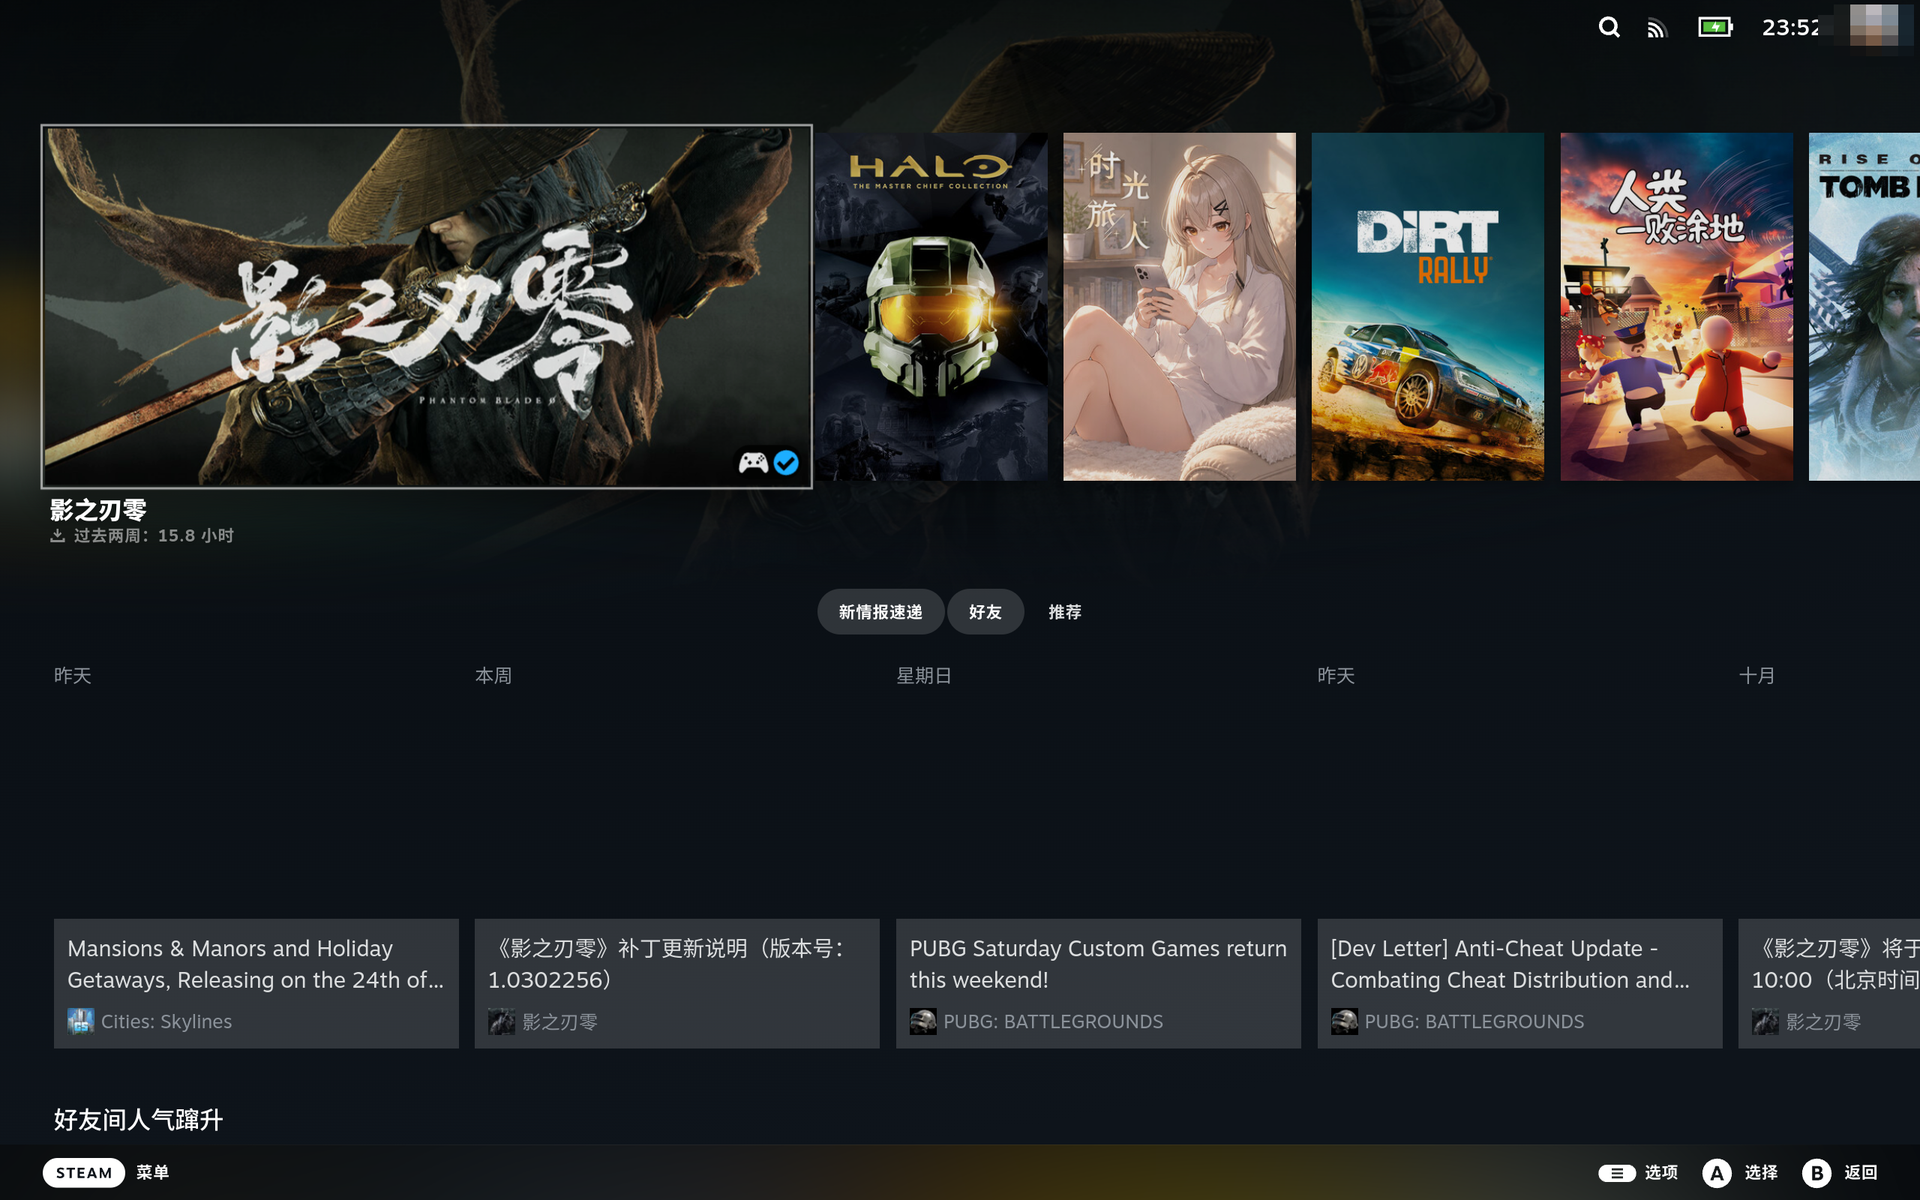 23:52
影之刃零
PHANTOM BLADE 0
HALO
THE MASTER CHIEF COLLECTION
时光旅人
DiRT
RALLY
人类
一败涂地
RISE O
TOMB
影之刃零
过去两周：15.8 小时
新情报速递 好友 推荐
昨天 本周 星期日 昨天 十月
Mansions & Manors and Holiday
Getaways, Releasing on the 24th of...
Cities: Skylines
《影之刃零》补丁更新说明（版本号：
1.0302256）
影之刃零
PUBG Saturday Custom Games return
this weekend!
PUBG: BATTLEGROUNDS
[Dev Letter] Anti-Cheat Update -
Combating Cheat Distribution and...
PUBG: BATTLEGROUNDS
《影之刃零》将于
10:00（北京时间
影之刃零
好友间人气蹿升
STEAM 菜单
选项 A 选择 B 返回